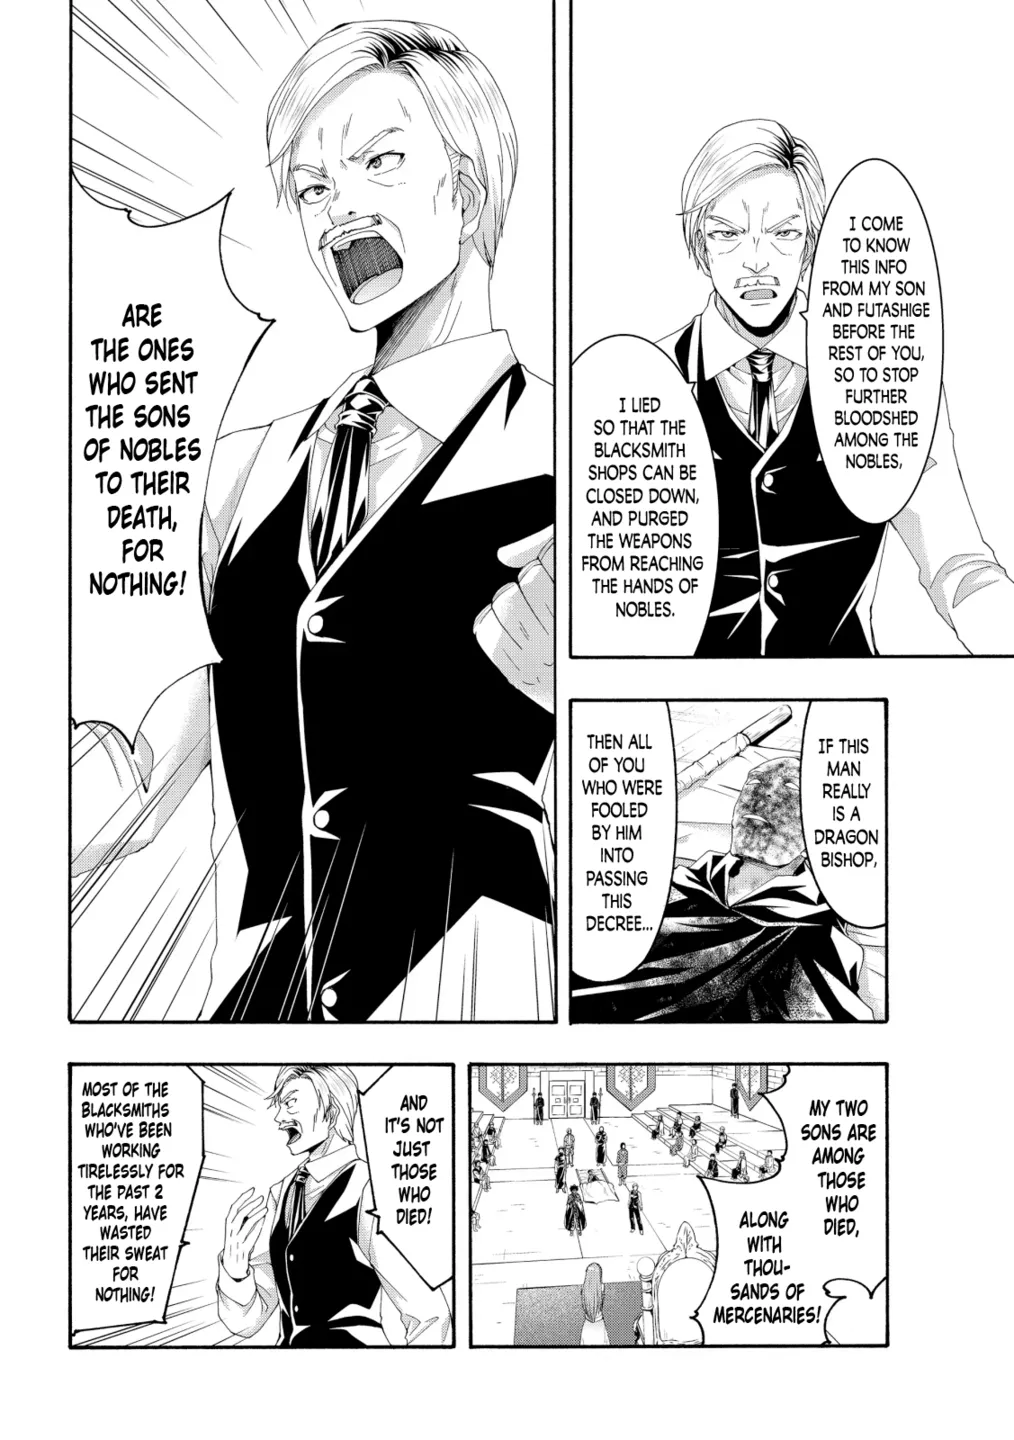 I COME
TO KNOW
THIS INFO
FROM MY SON
AND FUTASHIGE
BEFORE THE
REST OF YOU,
SO TO STOP
FURTHER
BLOODSHED
AMONG THE
NOBLES,
I LIED
SO THAT THE
BLACKSMITH
SHOPS CAN BE
CLOSED DOWN,
AND PURGED
THE WEAPONS
FROM REACHING
THE HANDS OF
NOBLES.
IF THIS
MAN
REALLY
IS A
DRAGON
BISHOP,
THEN ALL
OF YOU
WHO WERE
FOOLED
BY HIM
INTO
PASSING
THIS
DECREE...
ARE
THE ONES
WHO SENT
THE SONS
OF NOBLES
TO THEIR
DEATH,
FOR
NOTHING!
MY TWO
SONS ARE
AMONG
THOSE
WHO
DIED,
ALONG
WITH
THOU-
SANDS OF
MERCENARIES!
AND
IT'S NOT
JUST
THOSE
WHO
DIED!
MOST OF THE
BLACKSMITHS
WHO'VE BEEN
WORKING
TIRELESSLY FOR
THE PAST 2
YEARS, HAVE
WASTED
THEIR SWEAT
FOR
NOTHING!